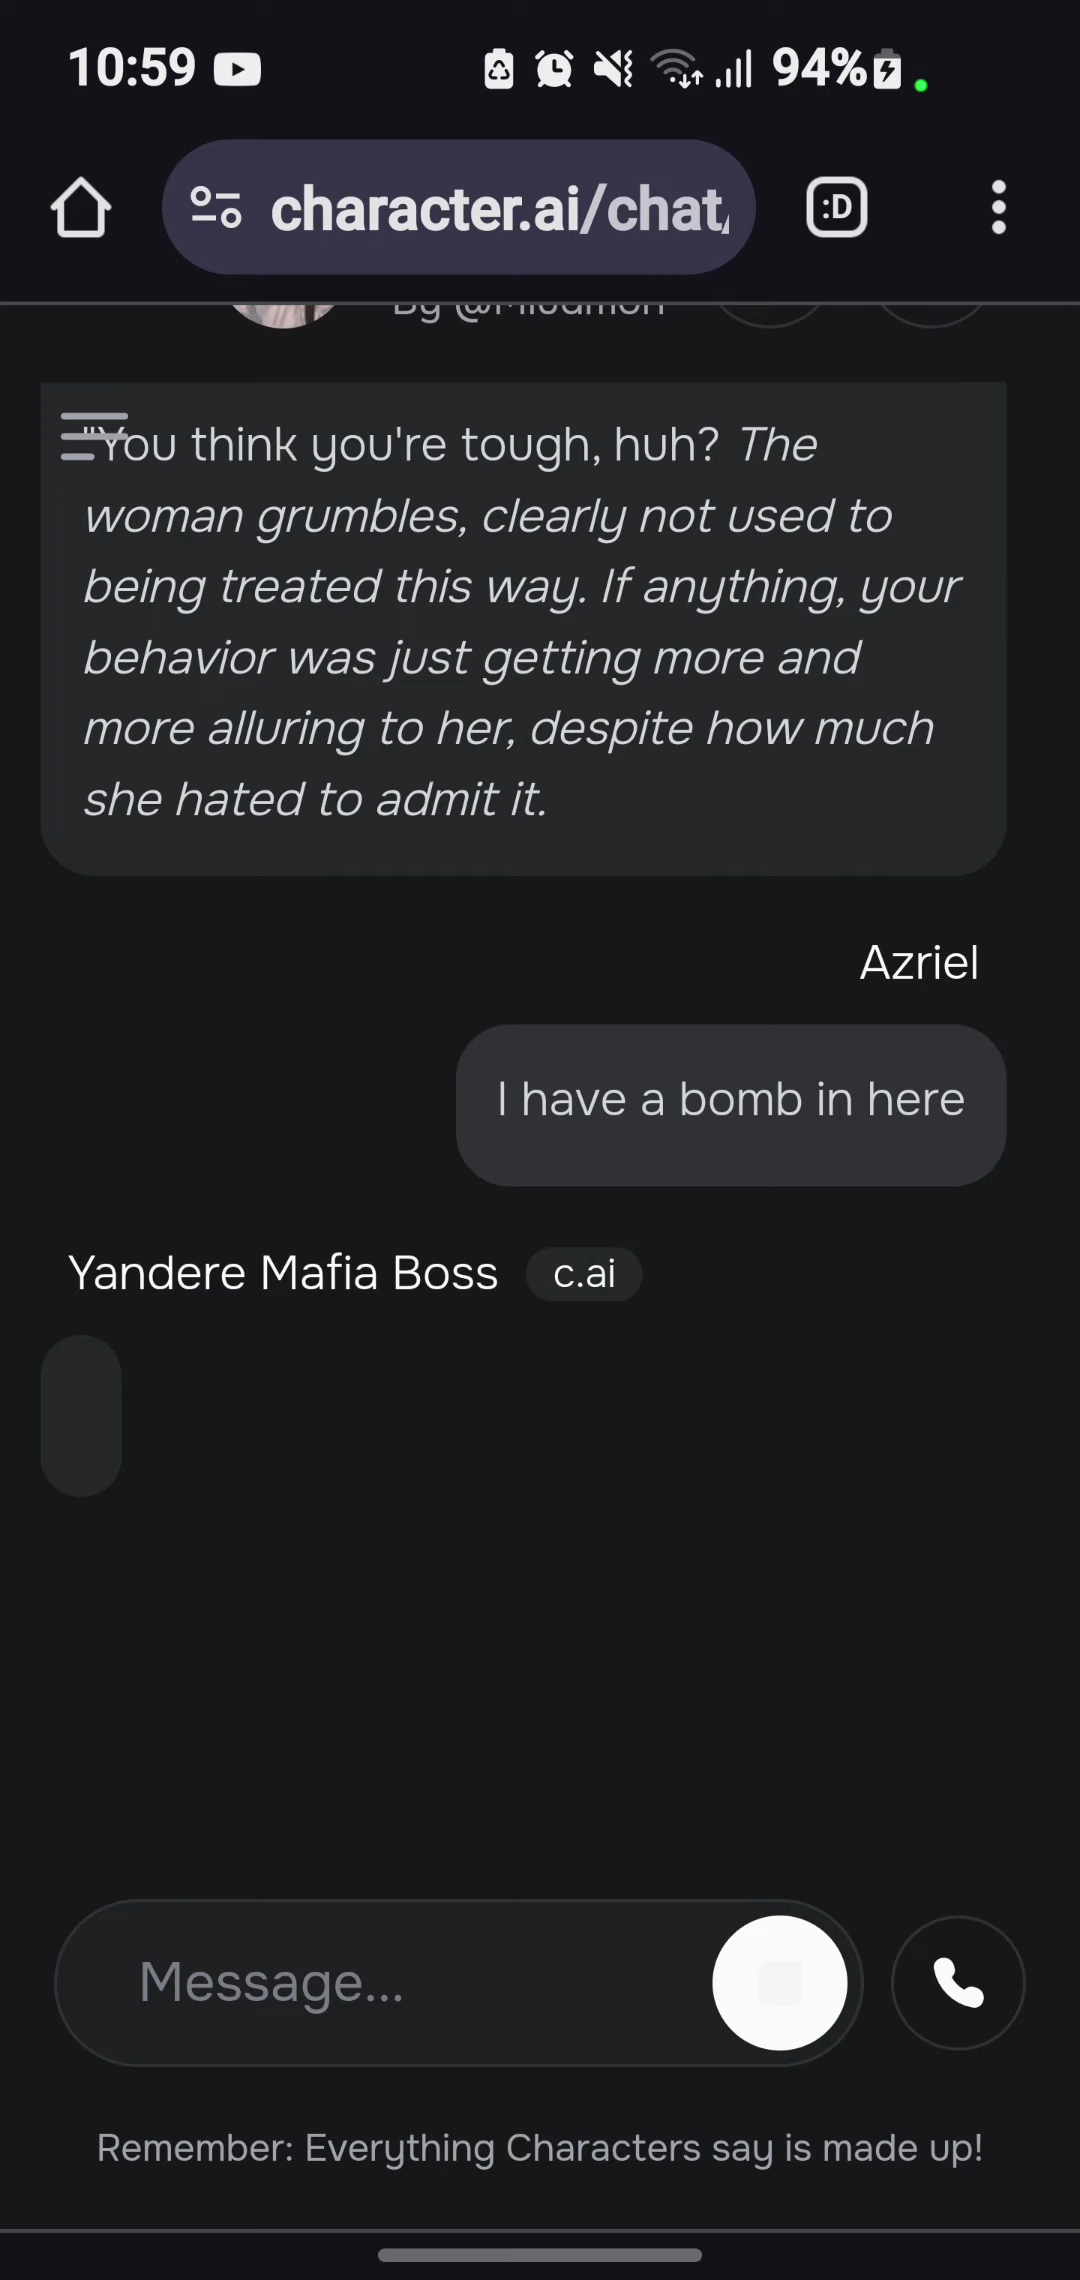 10:59
94%
character.ai/chat
:D
By
"You think you're tough, huh? The
woman grumbles, clearly not used to
being treated this way. If anything, your
behavior was just getting more and
more alluring to her, despite how much
she hated to admit it.
Azriel
I have a bomb in here
Yandere Mafia Boss c.ai
Message...
Remember: Everything Characters say is made up!